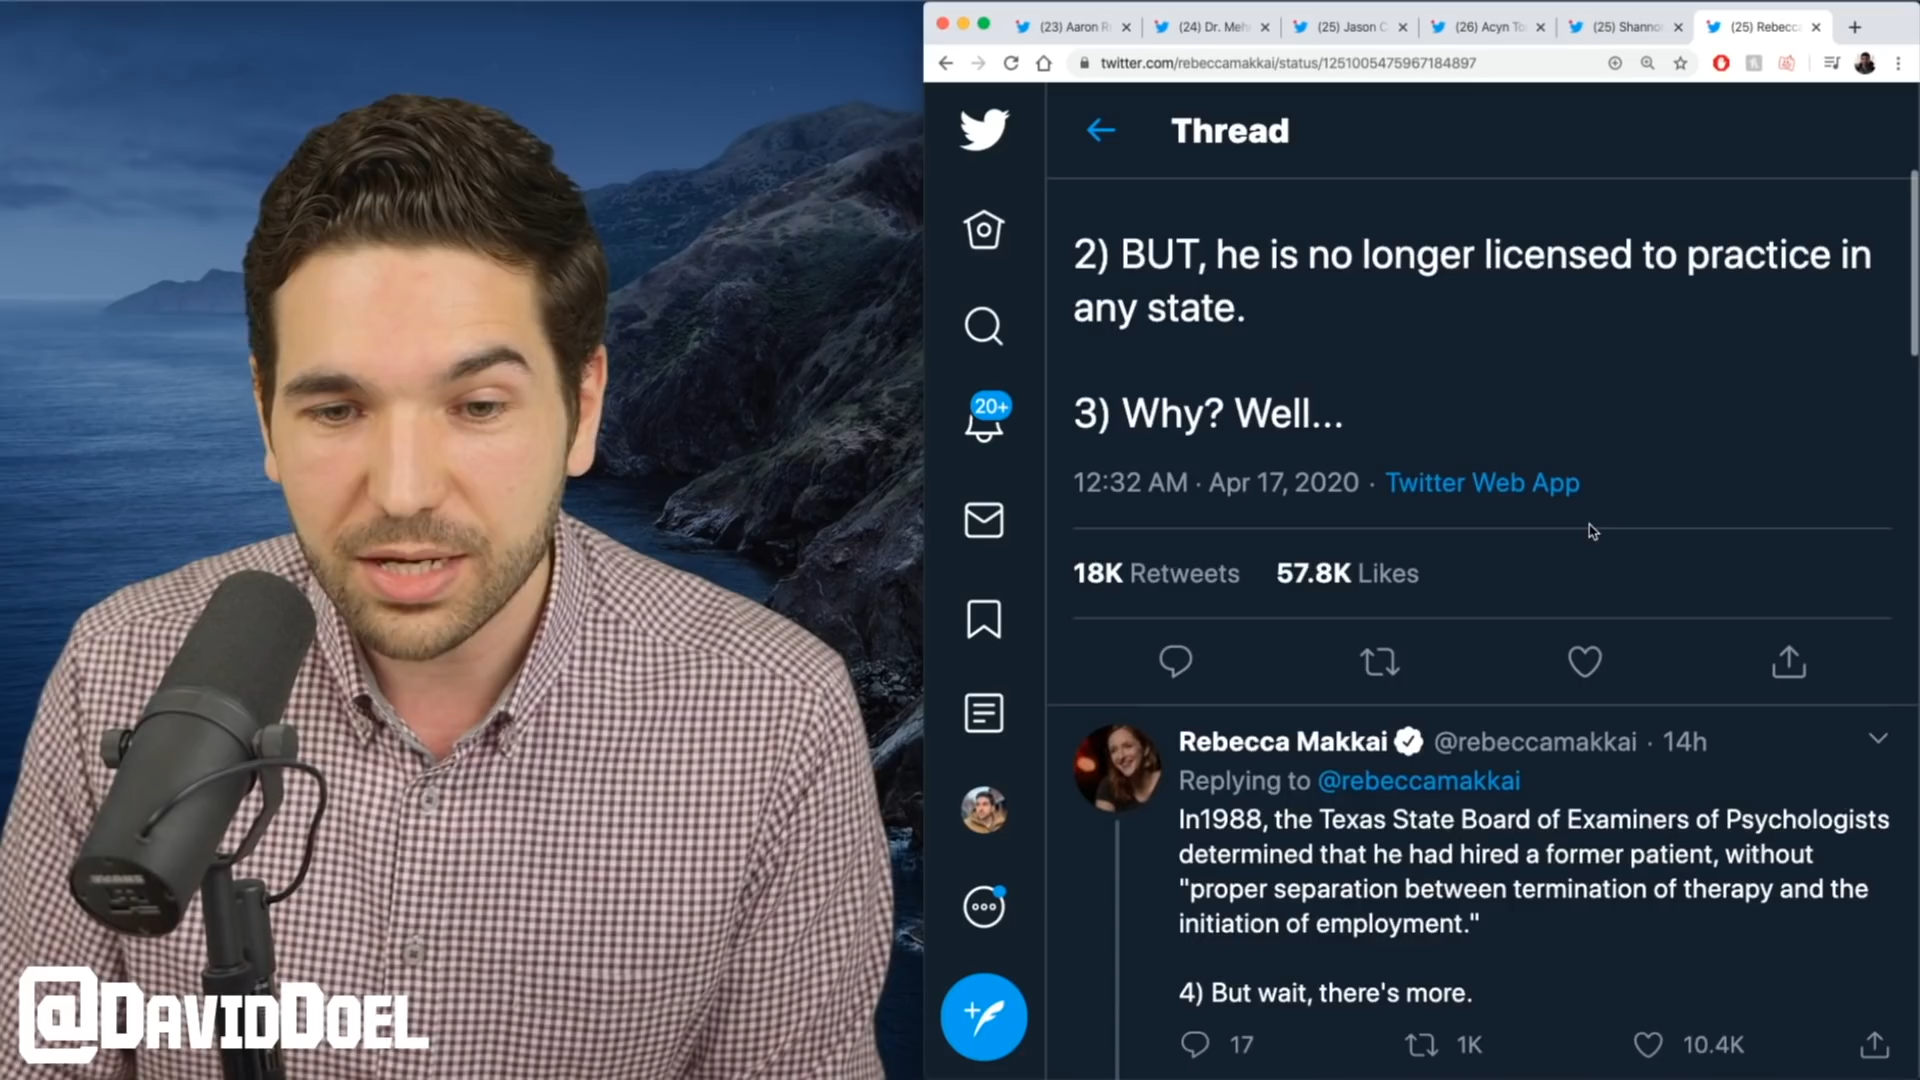 (23) Aaron R
(24) Dr. Meh
(25) Jason C
(26) Acyn To
(25) Shanno
(25) Rebecc
twitter.com/rebeccamakkai/status/1251005475967184897
Thread
2) BUT, he is no longer licensed to practice in
any state.
3) Why? Well...
12:32 AM · Apr 17, 2020 · Twitter Web App
20+
18K Retweets 57.8K Likes
Rebecca Makkai @rebeccamakkai · 14h
Replying to @rebeccamakkai
In1988, the Texas State Board of Examiners of Psychologists
determined that he had hired a former patient, without
"proper separation between termination of therapy and the
initiation of employment."
4) But wait, there's more.
17 1K 10.4K
@DAVIDDOEL